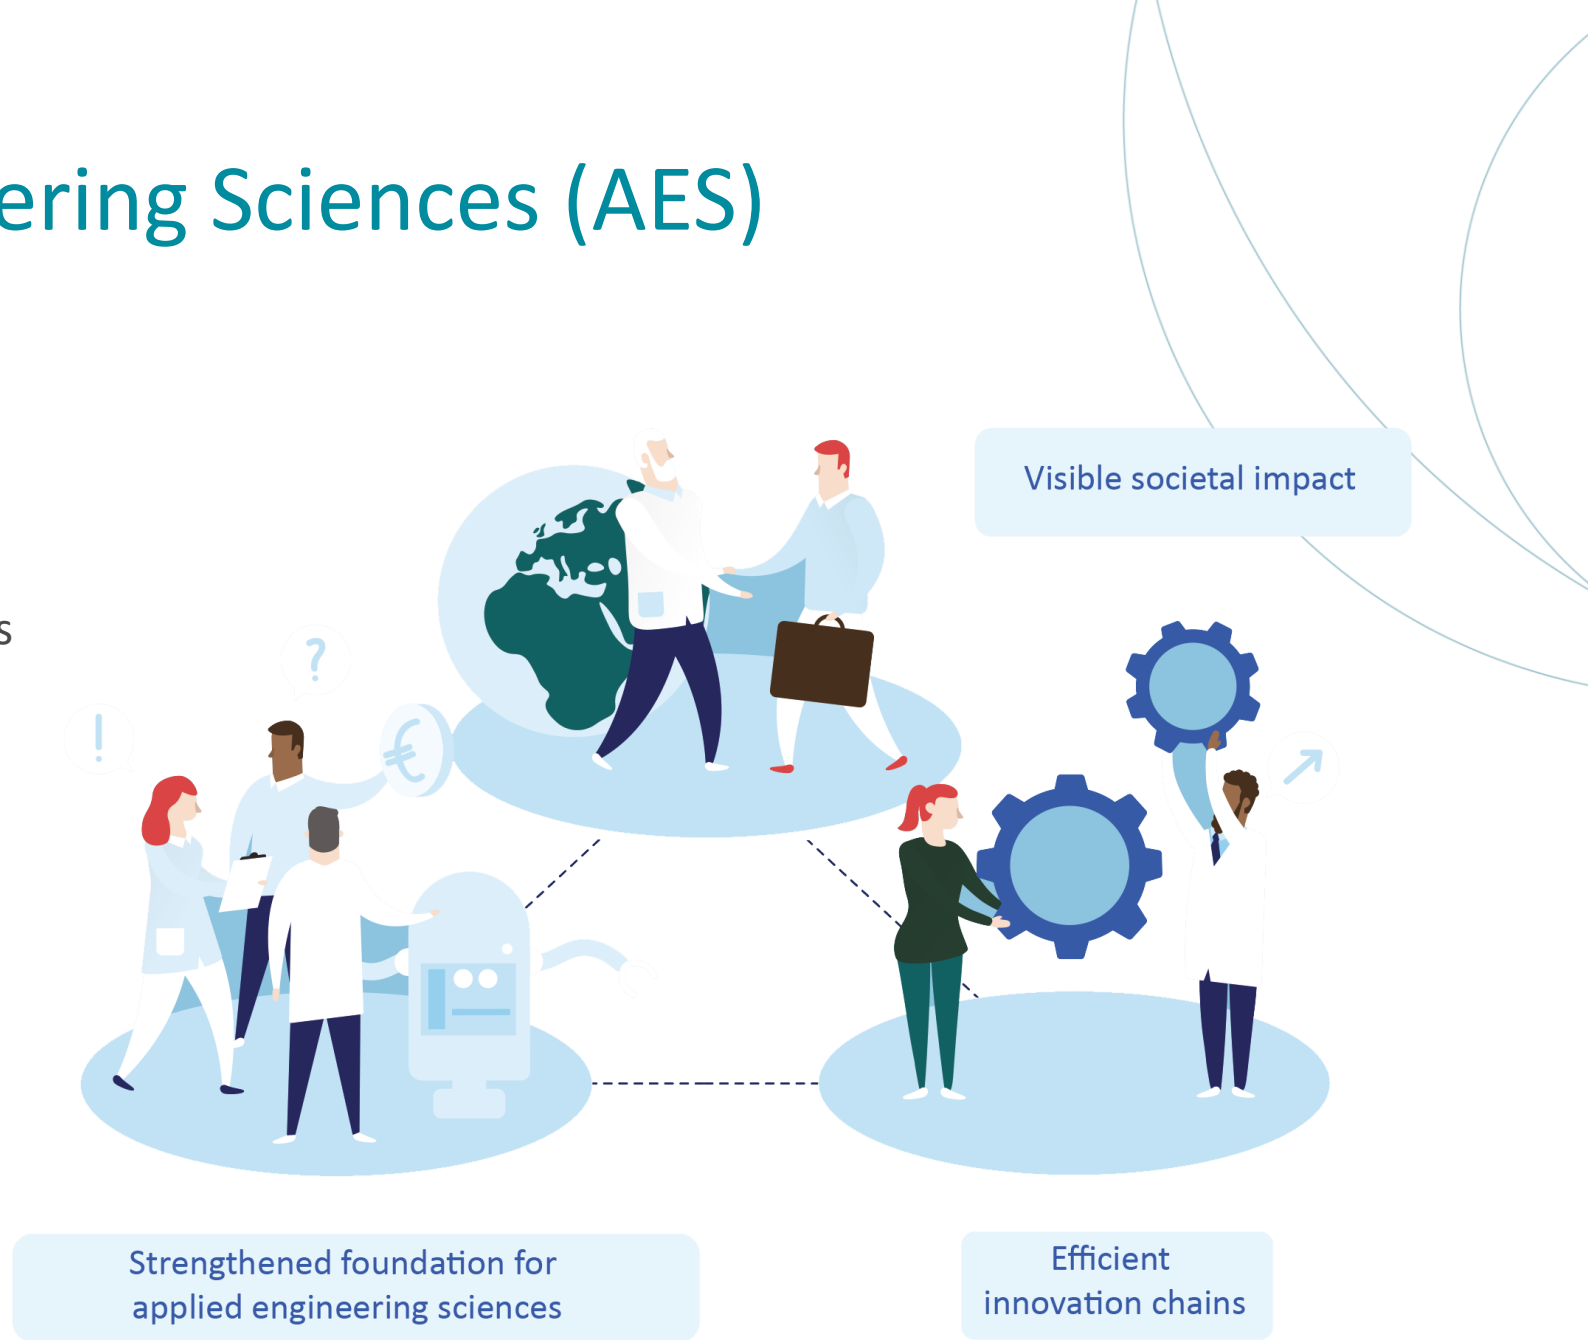 ering Sciences (AES)
Visible societal impact
s
?
!
€
Strengthened foundation for
applied engineering sciences
Efficient
innovation chains